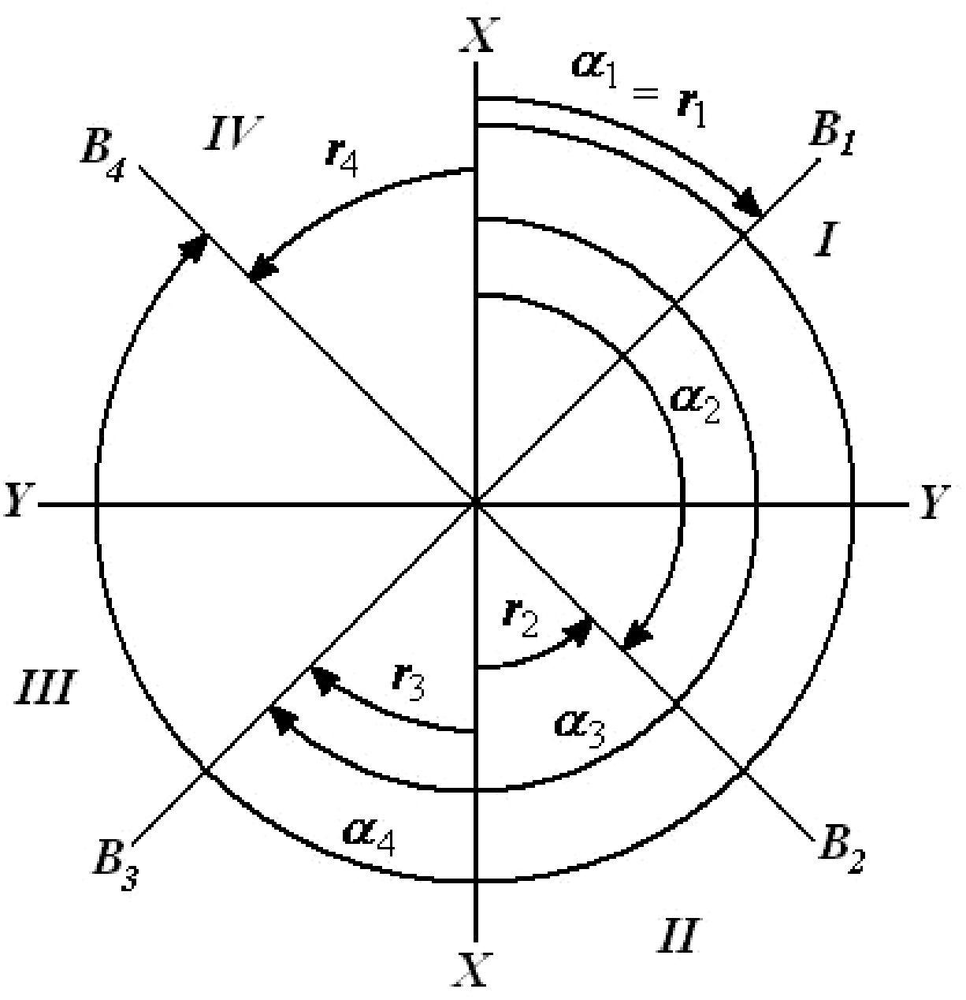 X
α1 = r1
B4
IV
r4
B1
I
α2
Y
Y
r2
r3
III
α3
α4
B3
B2
II
X